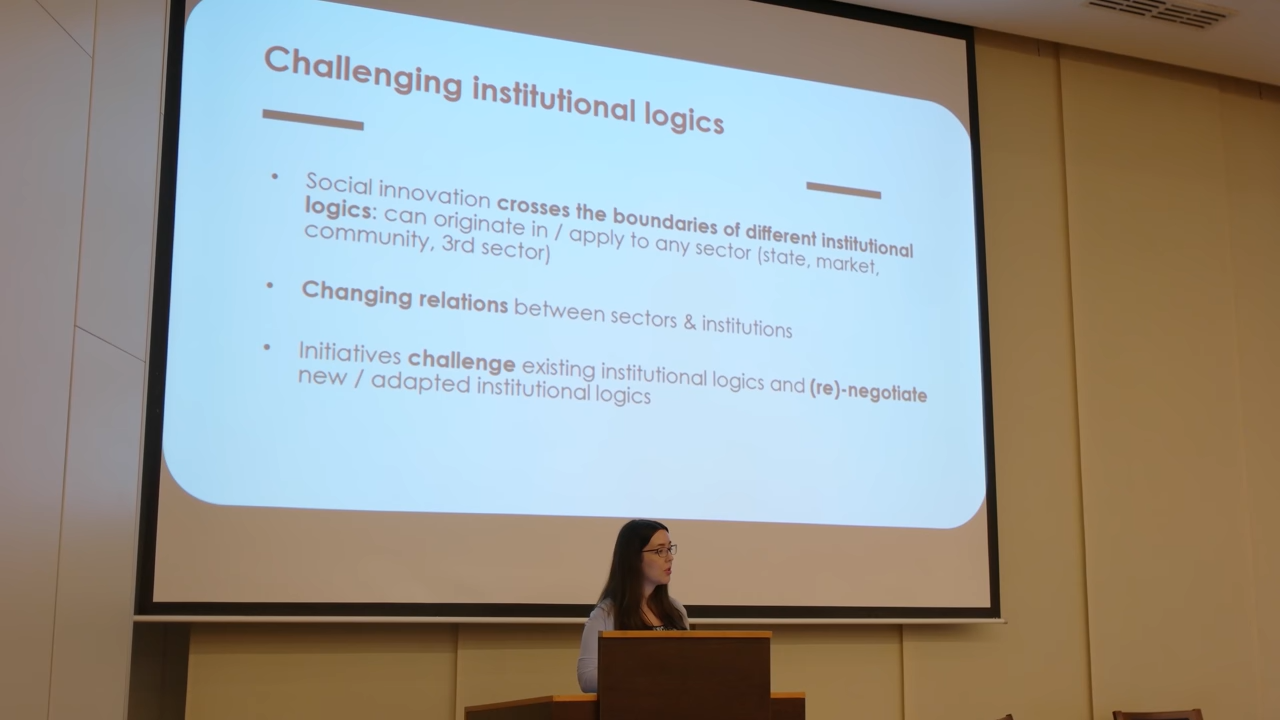 Challenging institutional logics
• Social innovation crosses the boundaries of different institutional
logics: can originate in / apply to any sector (state, market,
community, 3rd sector)
• Changing relations between sectors & institutions
• Initiatives challenge existing institutional logics and (re)-negotiate
new / adapted institutional logics